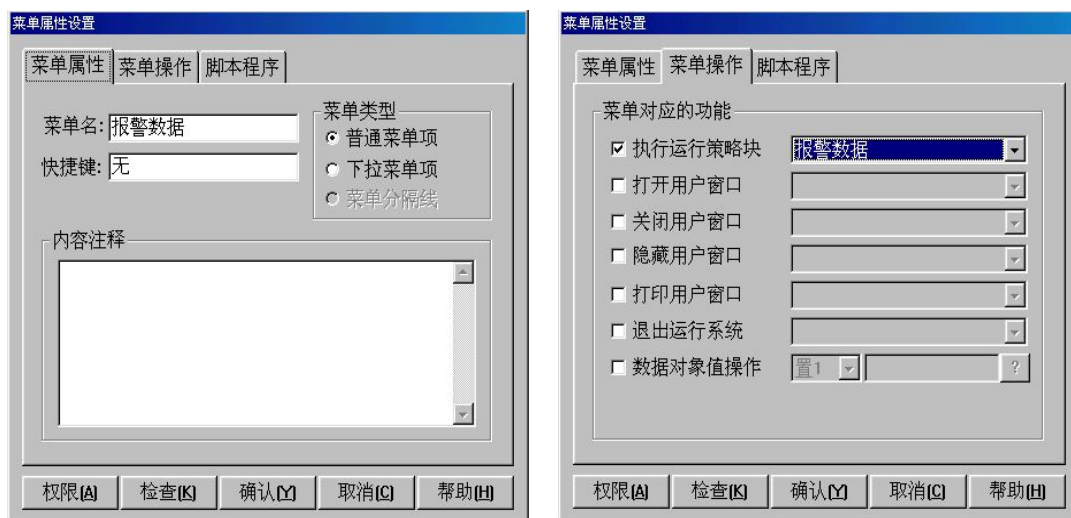 菜单属性设置
菜单属性 菜单操作 脚本程序
菜单名: 报警数据
快捷键: 无
菜单类型
普通菜单项
下拉菜单项
菜单分隔线
内容注释
权限(A) 检查(K) 确认(Y) 取消(C) 帮助(H)
菜单属性设置
菜单属性 菜单操作 脚本程序
菜单对应的功能
执行运行策略块 报警数据
打开用户窗口
关闭用户窗口
隐藏用户窗口
打印用户窗口
退出运行系统
数据对象值操作 置1 ?
权限(A) 检查(K) 确认(Y) 取消(C) 帮助(H)